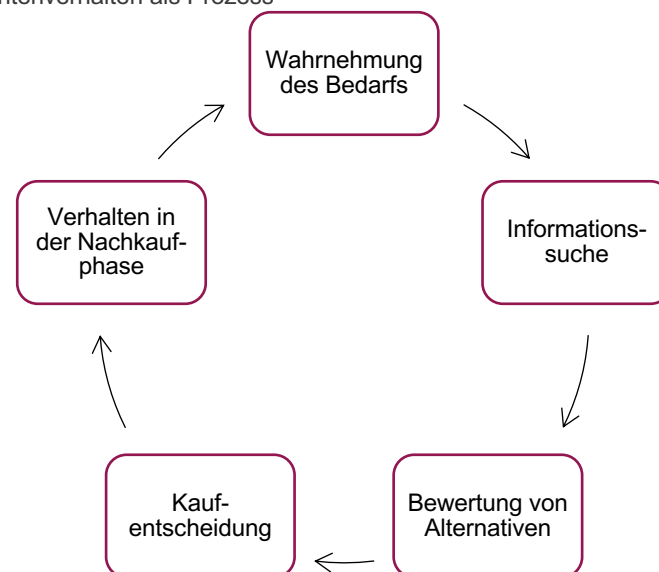 Wahrnehmung
des Bedarfs
Informations-
suche
Bewertung von
Alternativen
Kauf-
entscheidung
Verhalten in
der Nachkauf-
phase